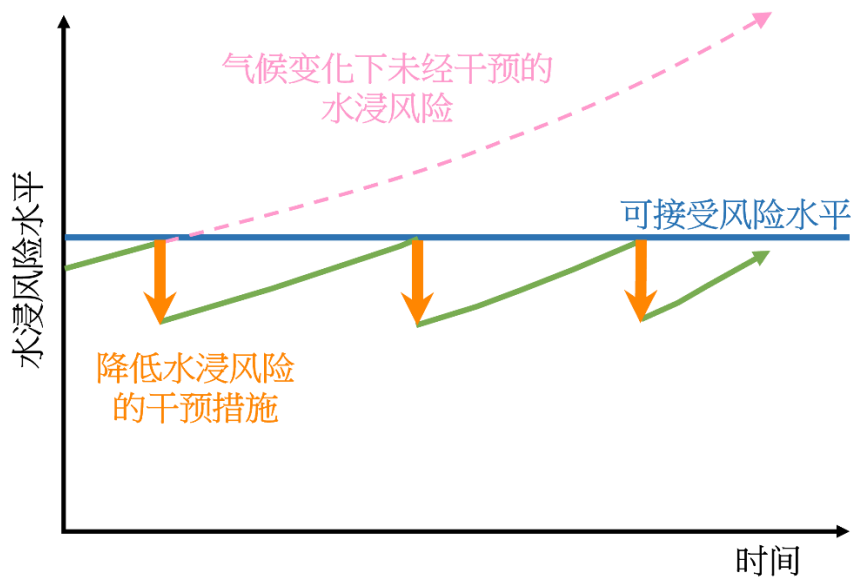 气候变化下未经干预的
水浸风险
可接受风险水平
水浸风险水平
降低水浸风险
的干预措施
时间